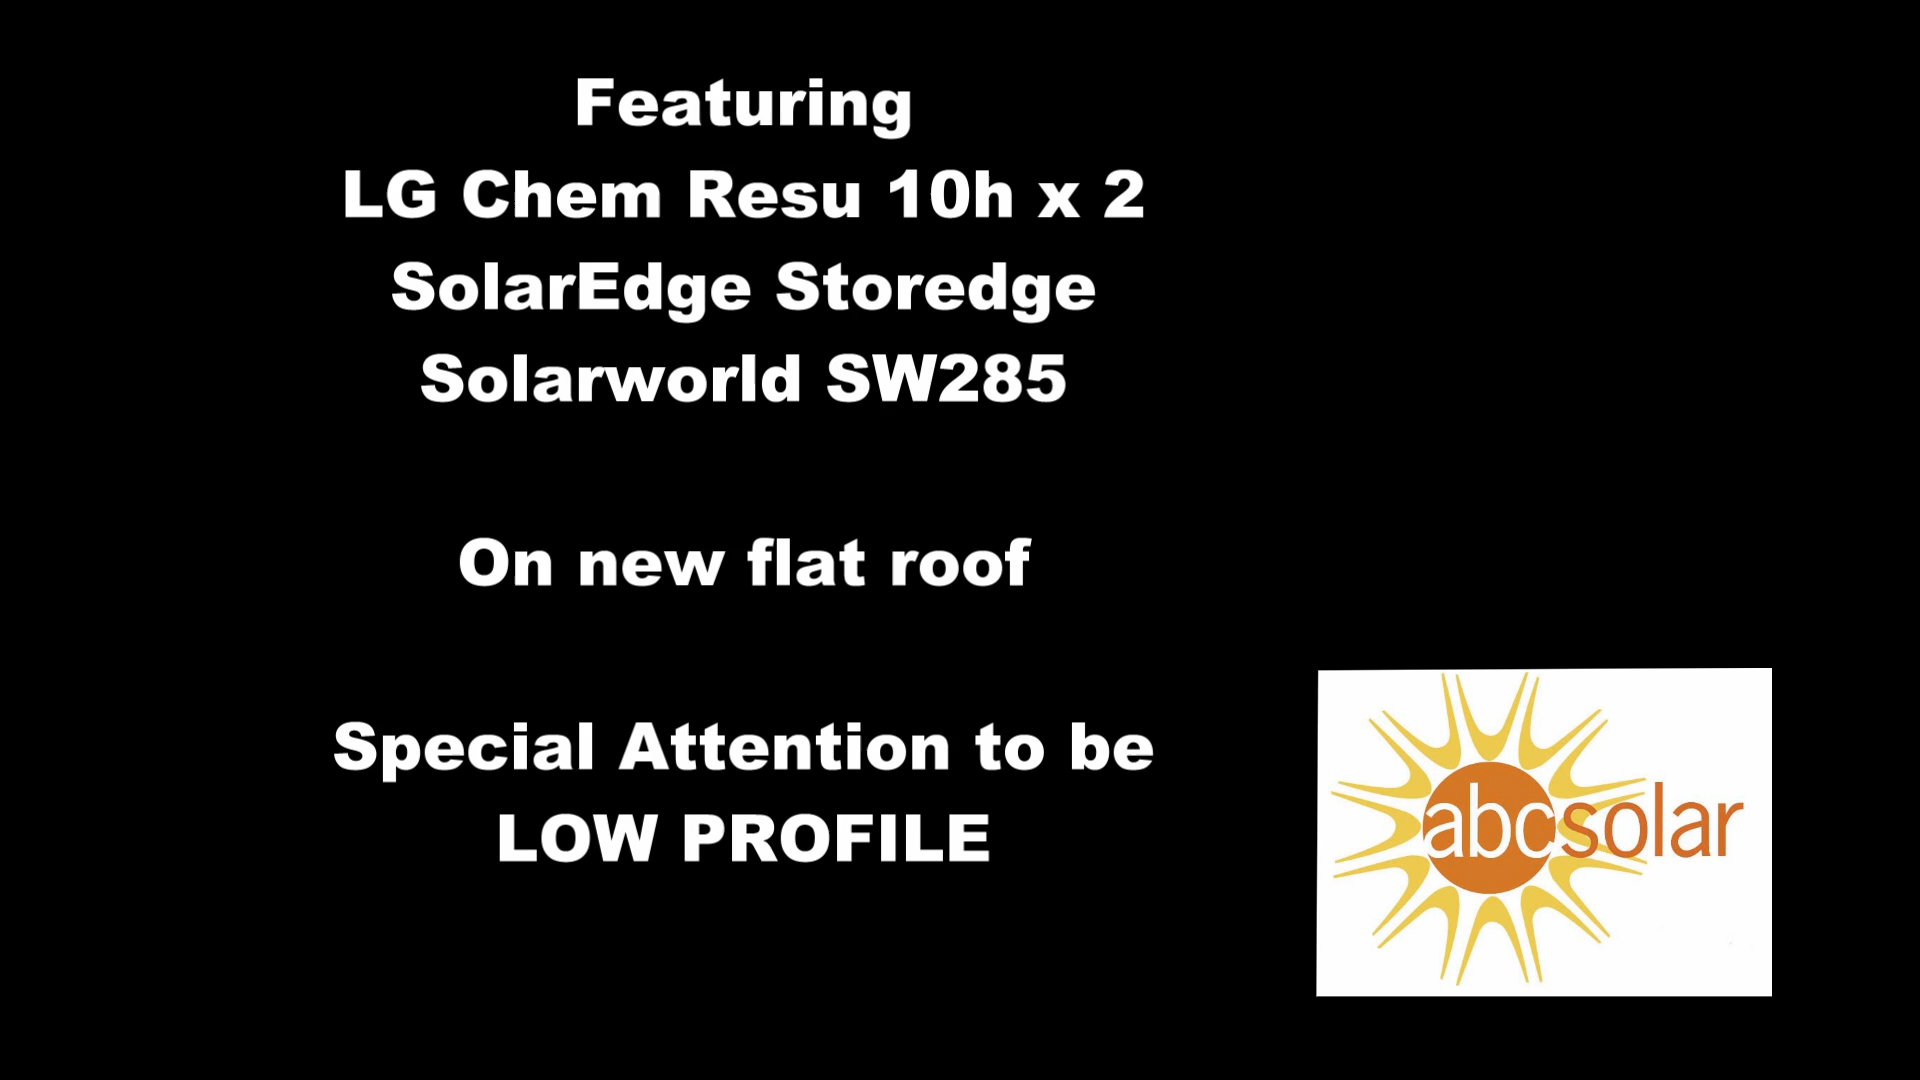 Featuring
LG Chem Resu 10h x 2
SolarEdge Storedge
Solarworld SW285
On new flat roof
Special Attention to be
LOW PROFILE
abcsolar